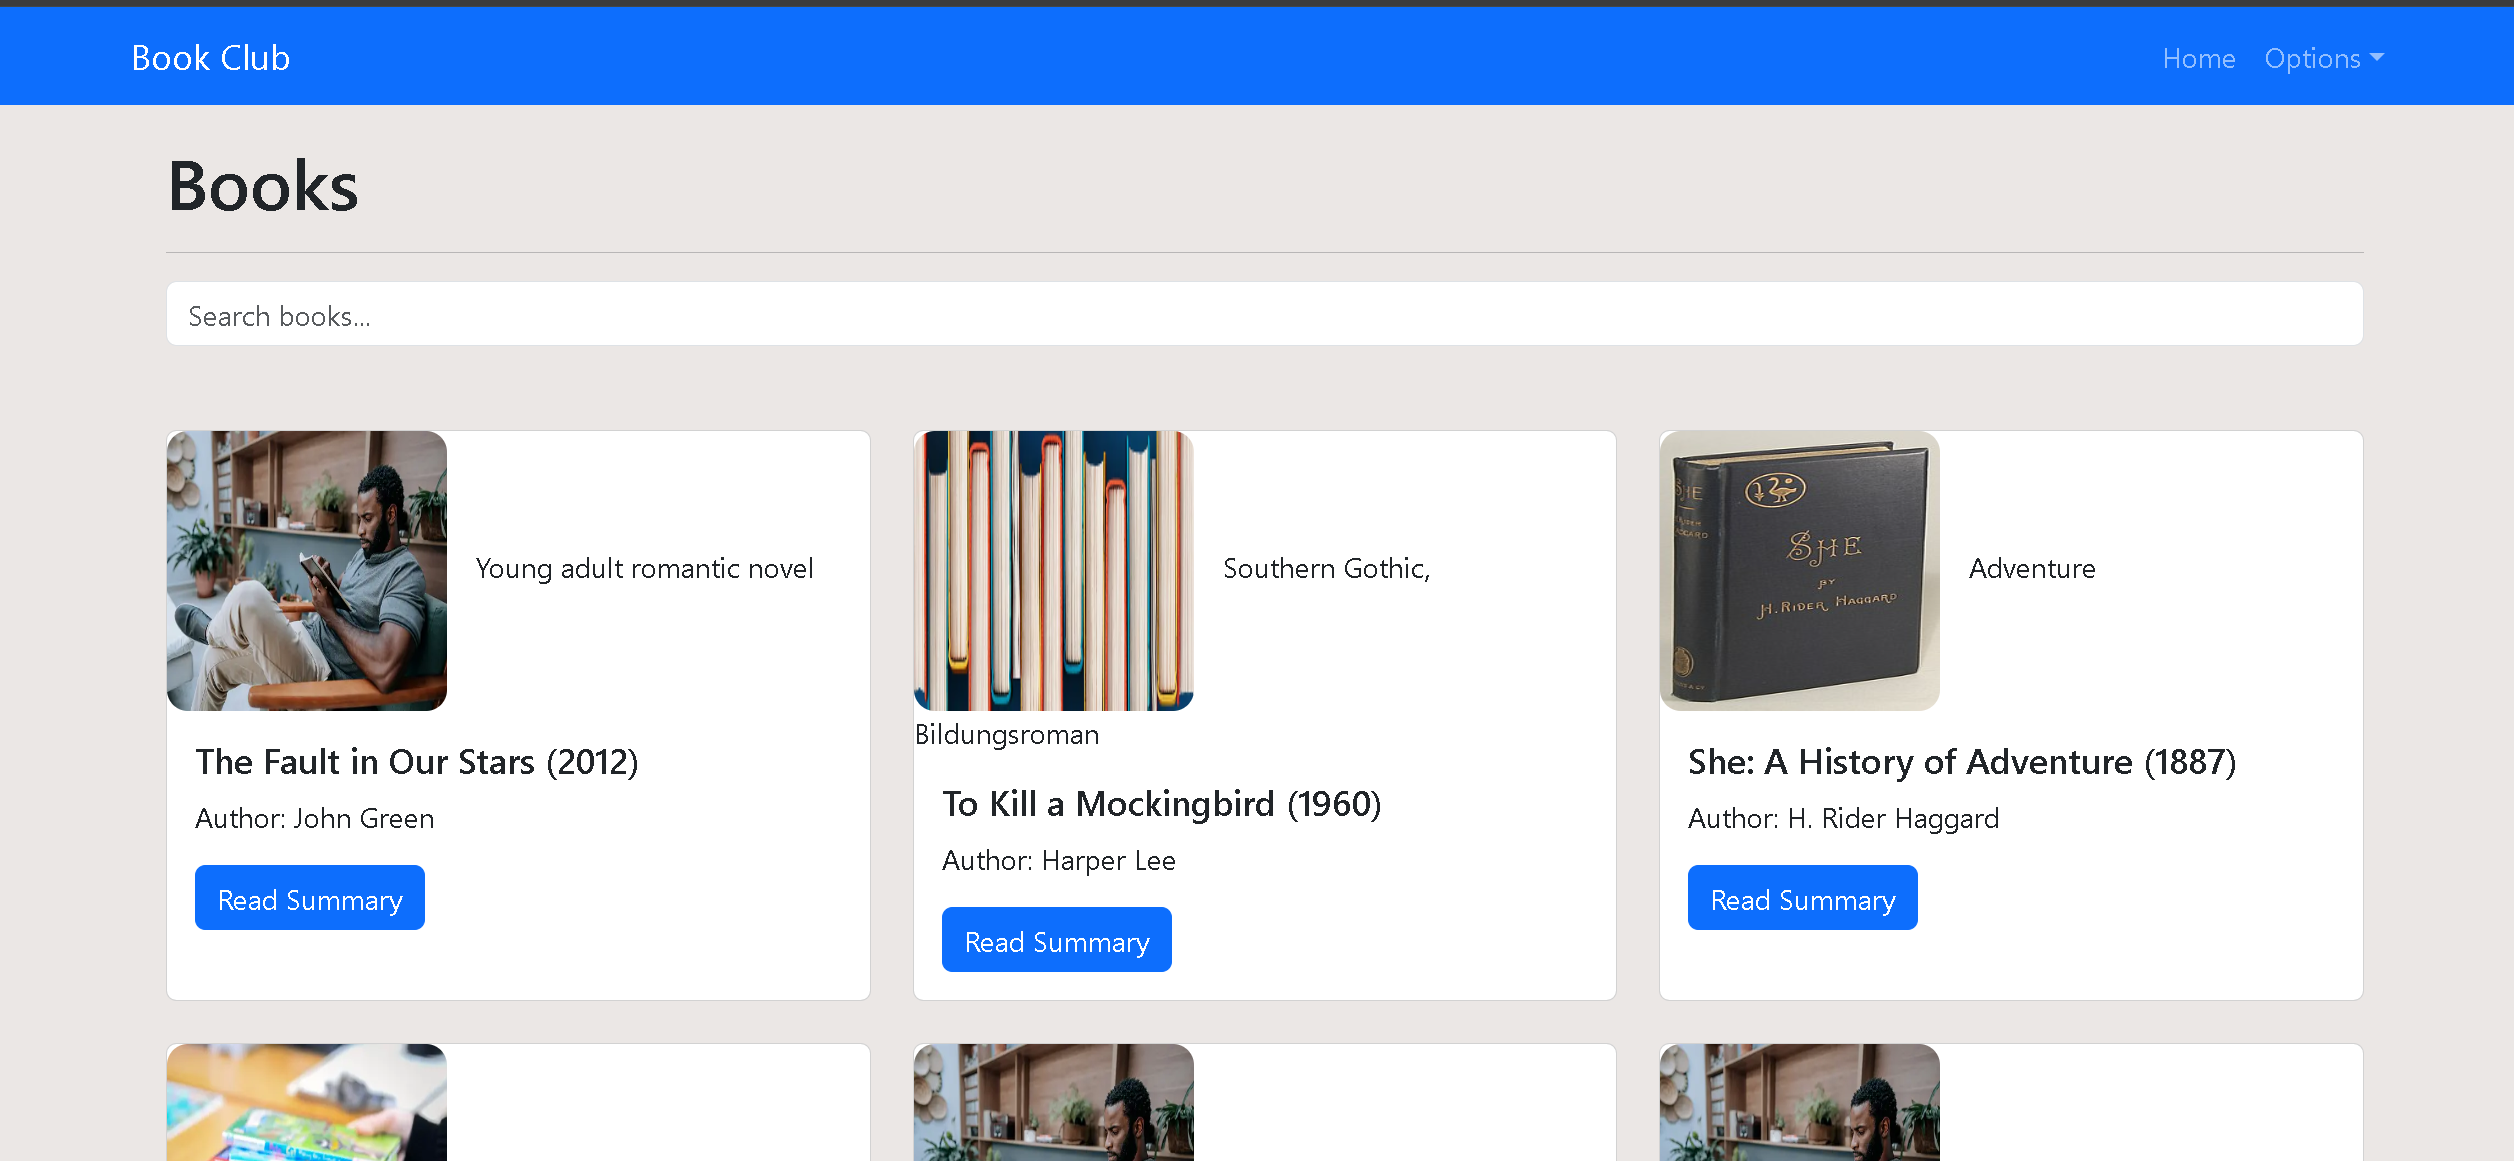 Book Club
Home Options
Books
Search books...
Young adult romantic novel
The Fault in Our Stars (2012)
Author: John Green
Read Summary
Southern Gothic,
Bildungsroman
To Kill a Mockingbird (1960)
Author: Harper Lee
Read Summary
SHE
SHE
BY
H. RIDER HAGGARD
Adventure
She: A History of Adventure (1887)
Author: H. Rider Haggard
Read Summary